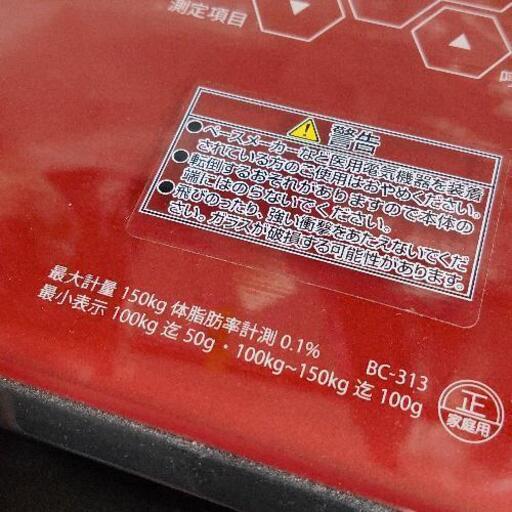 測定項目
警告
●ペースメーカーなど医用電気機器を装着
されている方のご使用はおやめください。
●転倒するおそれがありますので本体の
端にはのらないでください。
●飛びのったり、強い衝撃をあたえないでくだ
さい。ガラスが破損する可能性があります。
最大計量 150kg 体脂肪率計測 0.1%
最小表示 100kg 迄 50g・100kg~150kg 迄 100g
BC-313
正
家庭用